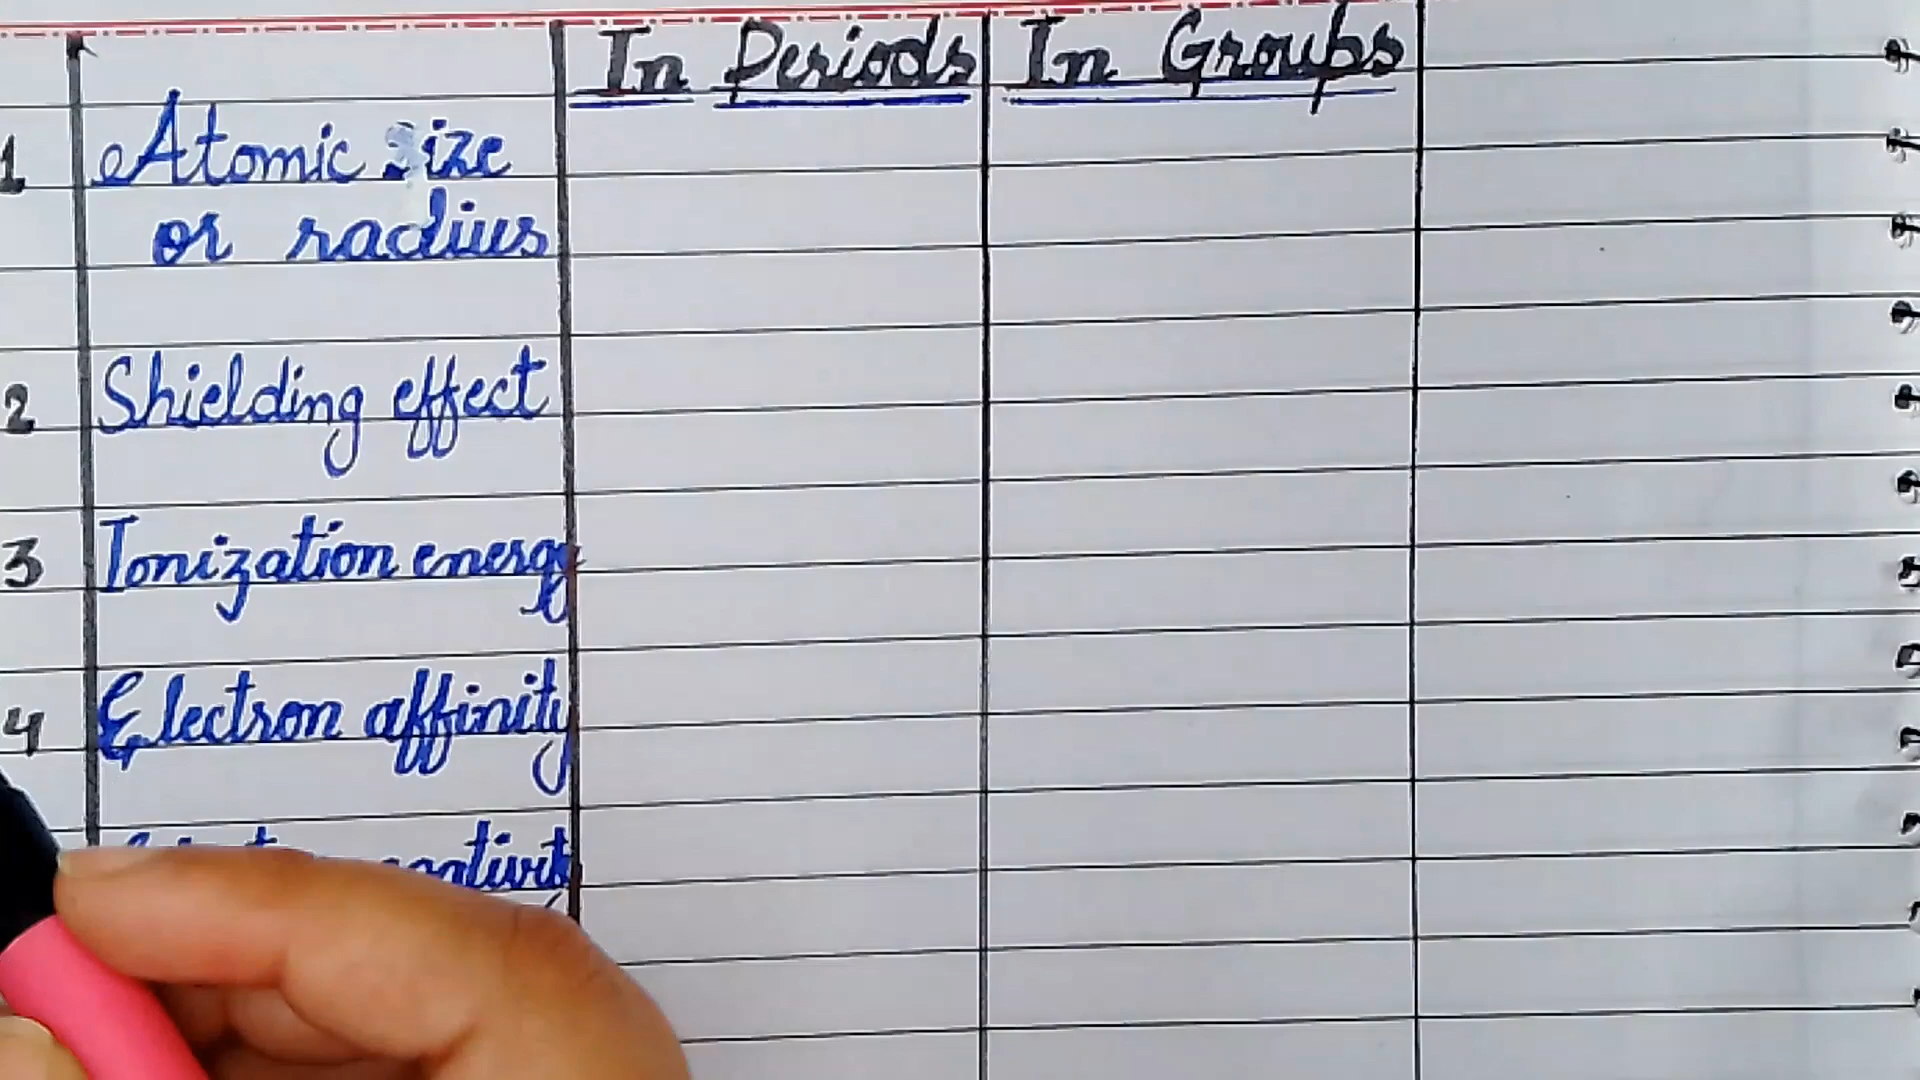 In Periods In Groups
1 Atomic size
or radius
2 Shielding effect
3 Ionization energy
4 Electron affinity